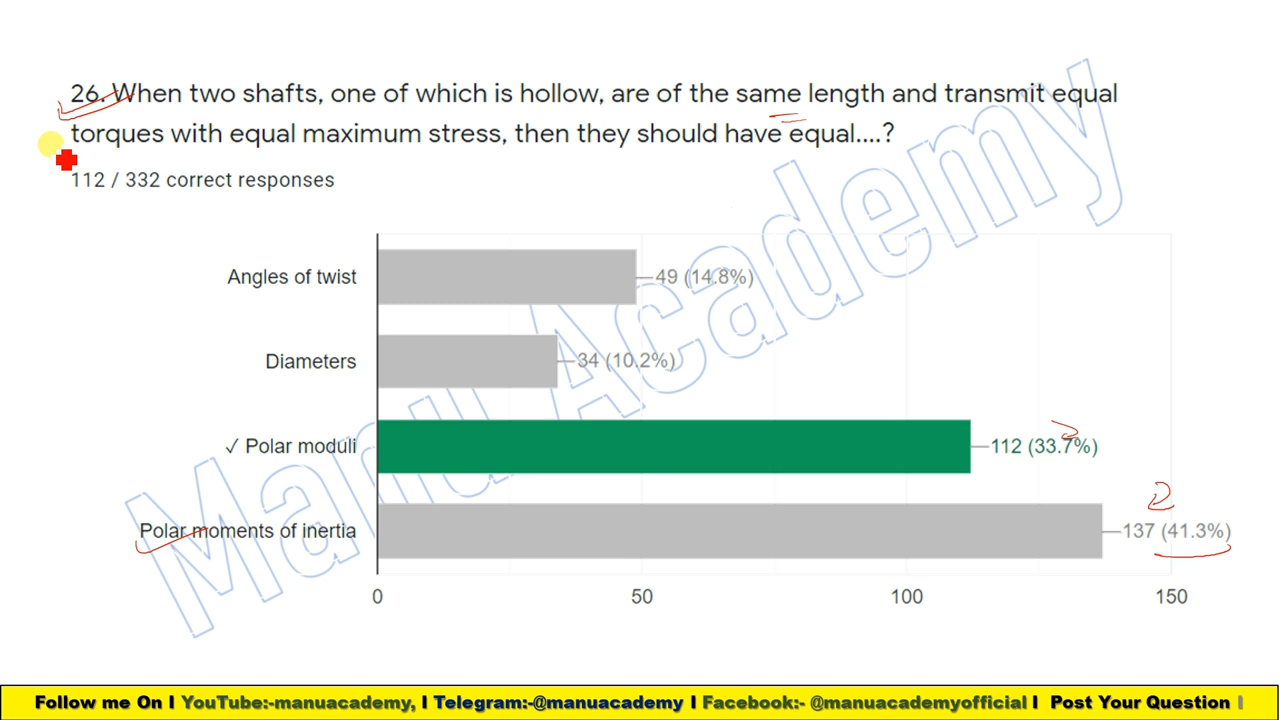 26. When two shafts, one of which is hollow, are of the same length and transmit equal
torques with equal maximum stress, then they should have equal....?
112 / 332 correct responses
Angles of twist
49 (14.8%)
Diameters
34 (10.2%)
✓ Polar moduli
112 (33.7%)
Polar moments of inertia
137 (41.3%)
0 50 100 150
Manu Academy
Follow me On I YouTube:-manuacademy, I Telegram:-@manuacademy I Facebook:- @manuacademyofficial I Post Your Question I